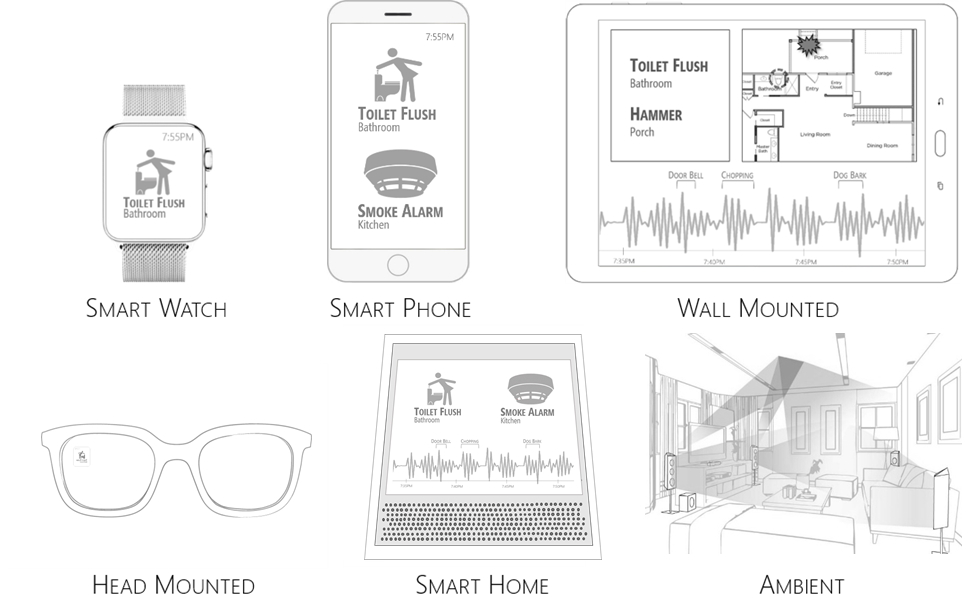 7:55PM
TOILET FLUSH
Bathroom
SMART WATCH
7:55PM
TOILET FLUSH
Bathroom
SMOKE ALARM
Kitchen
SMART PHONE
TOILET FLUSH
Bathroom
HAMMER
Porch
Porch
Garage
Bathroom
Entry
Entry Closet
Closet
Down
Living Room
Master Bath
Dining Room
DOOR BELL
CHOPPING
DOG BARK
7:35PM
7:40PM
7:45PM
7:50PM
WALL MOUNTED
HEAD MOUNTED
TOILET FLUSH
Bathroom
SMOKE ALARM
Kitchen
DOOR BELL
CHOPPING
DOG BARK
SMART HOME
AMBIENT